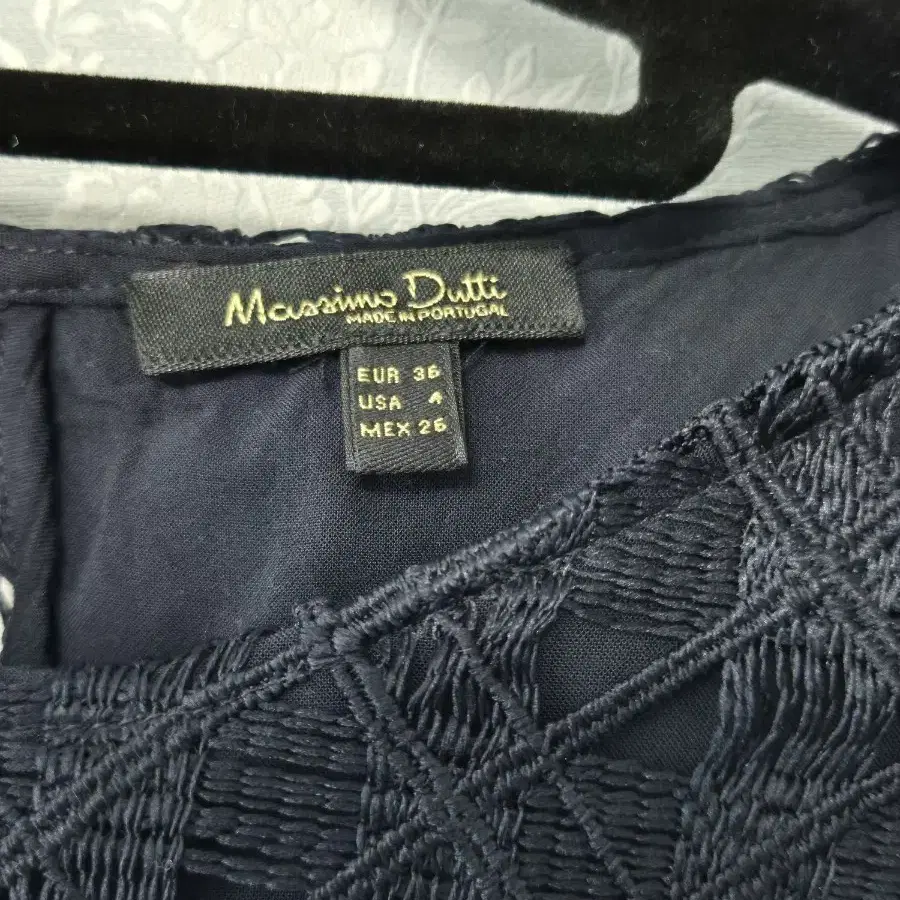 Massimo Dutti
MADE IN PORTUGAL
EUR 36
USA 4
MEX 26